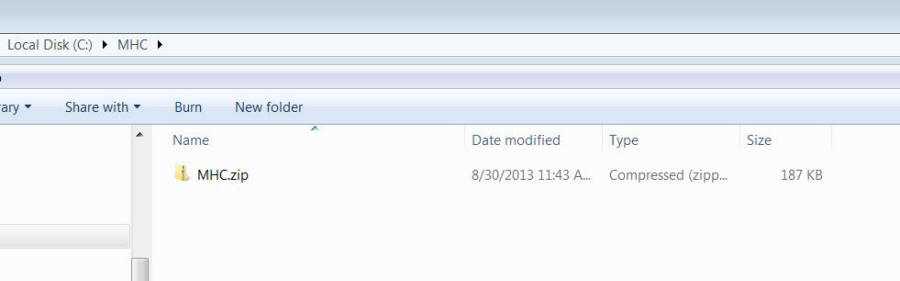 Local Disk (C:) ▸ MHC ▸
rary ▾ Share with ▾ Burn New folder
Name Date modified Type Size
MHC.zip 8/30/2013 11:43 A... Compressed (zipp... 187 KB